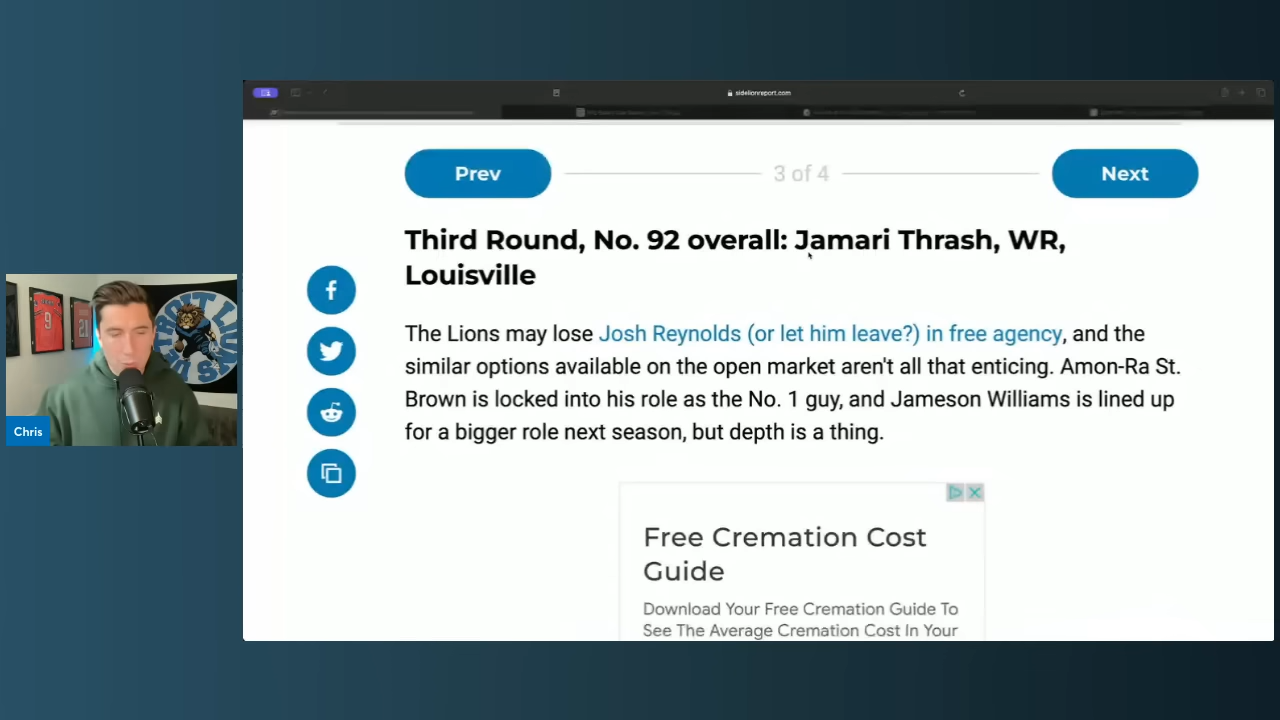 sidelionreport.com
Prev
3 of 4
Next
Third Round, No. 92 overall: Jamari Thrash, WR,
Louisville
The Lions may lose Josh Reynolds (or let him leave?) in free agency, and the
similar options available on the open market aren't all that enticing. Amon-Ra St.
Brown is locked into his role as the No. 1 guy, and Jameson Williams is lined up
for a bigger role next season, but depth is a thing.
Free Cremation Cost
Guide
Download Your Free Cremation Guide To
See The Average Cremation Cost In Your
9
21
Chris